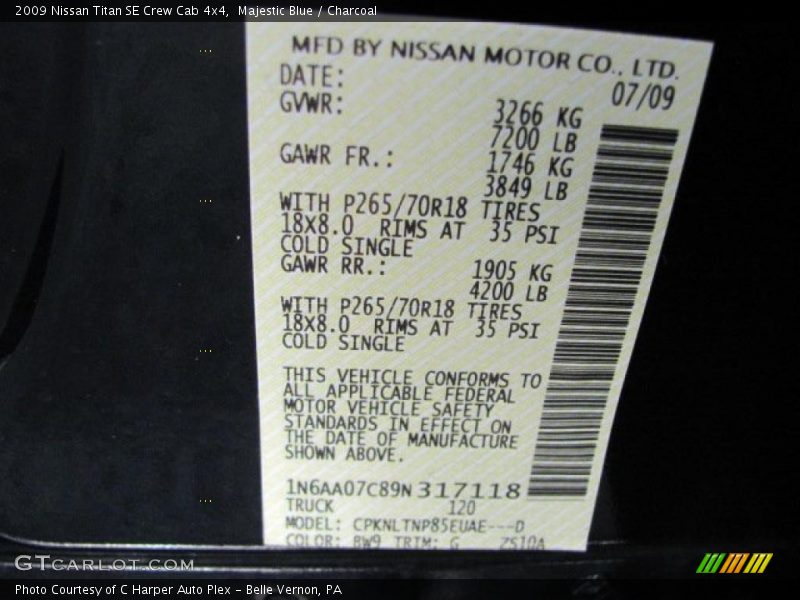 2009 Nissan Titan SE Crew Cab 4x4, Majestic Blue / Charcoal
MFD BY NISSAN MOTOR CO., LTD.
DATE: 07/09
GVWR: 3266 KG
7200 LB
GAWR FR.: 1746 KG
3849 LB
WITH P265/70R18 TIRES
18X8.0 RIMS AT 35 PSI
COLD SINGLE
GAWR RR.: 1905 KG
4200 LB
WITH P265/70R18 TIRES
18X8.0 RIMS AT 35 PSI
COLD SINGLE
THIS VEHICLE CONFORMS TO
ALL APPLICABLE FEDERAL
MOTOR VEHICLE SAFETY
STANDARDS IN EFFECT ON
THE DATE OF MANUFACTURE
SHOWN ABOVE.
1N6AA07C89N317118
TRUCK 120
MODEL: CPKNLTNP85EUAE---D
COLOR: BW9 TRIM: G ZS10A
GTCARLOT.COM
Photo Courtesy of C Harper Auto Plex - Belle Vernon, PA